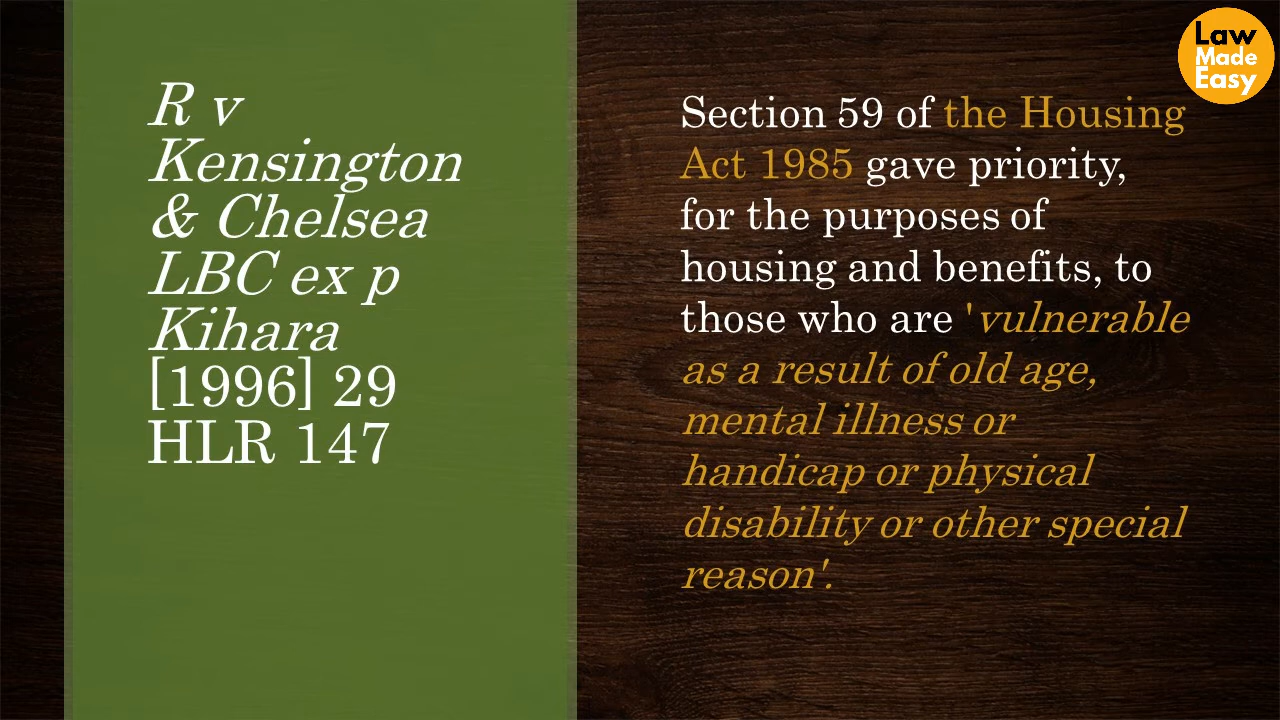 R v
Kensington
& Chelsea
LBC ex p
Kihara
[1996] 29
HLR 147
Section 59 of the Housing
Act 1985 gave priority,
for the purposes of
housing and benefits, to
those who are 'vulnerable
as a result of old age,
mental illness or
handicap or physical
disability or other special
reason'.
Law
Made
Easy